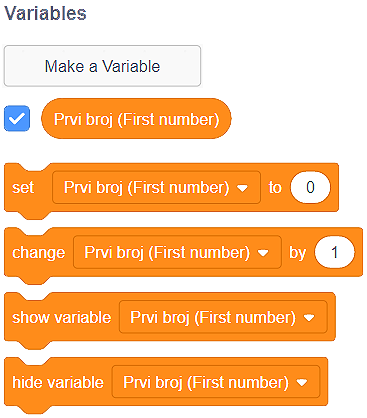 Variables
Make a Variable
Prvi broj (First number)
set Prvi broj (First number) to 0
change Prvi broj (First number) by 1
show variable Prvi broj (First number)
hide variable Prvi broj (First number)